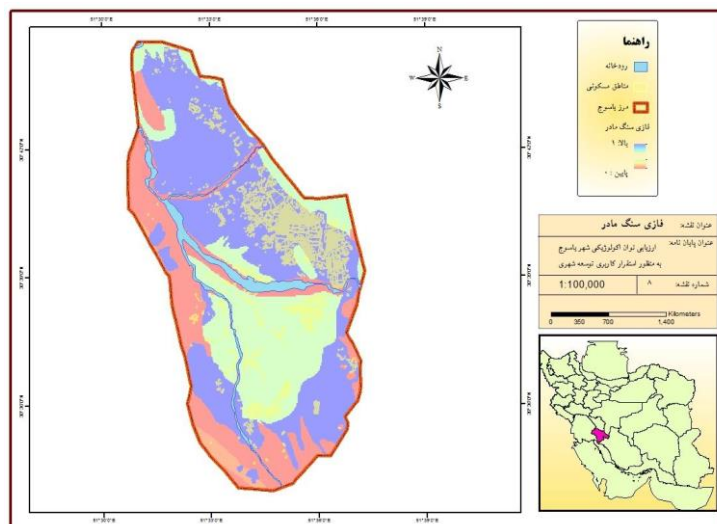 N
W E
S
راهنما
رودخانه
مناطق مسکونی
مرز یاسوج
فازی سنگ مادر
بالا: ۱
پایین: ۰
عنوان نقشه: فازی سنگ مادر
عنوان پایان نامه: ارزیابی توان اکولوژیکی شهر یاسوج
به منظور استقرار کاربری توسعه شهری
شماره نقشه: ۸ 1:100,000
0 350 700 1,400
Kilometers